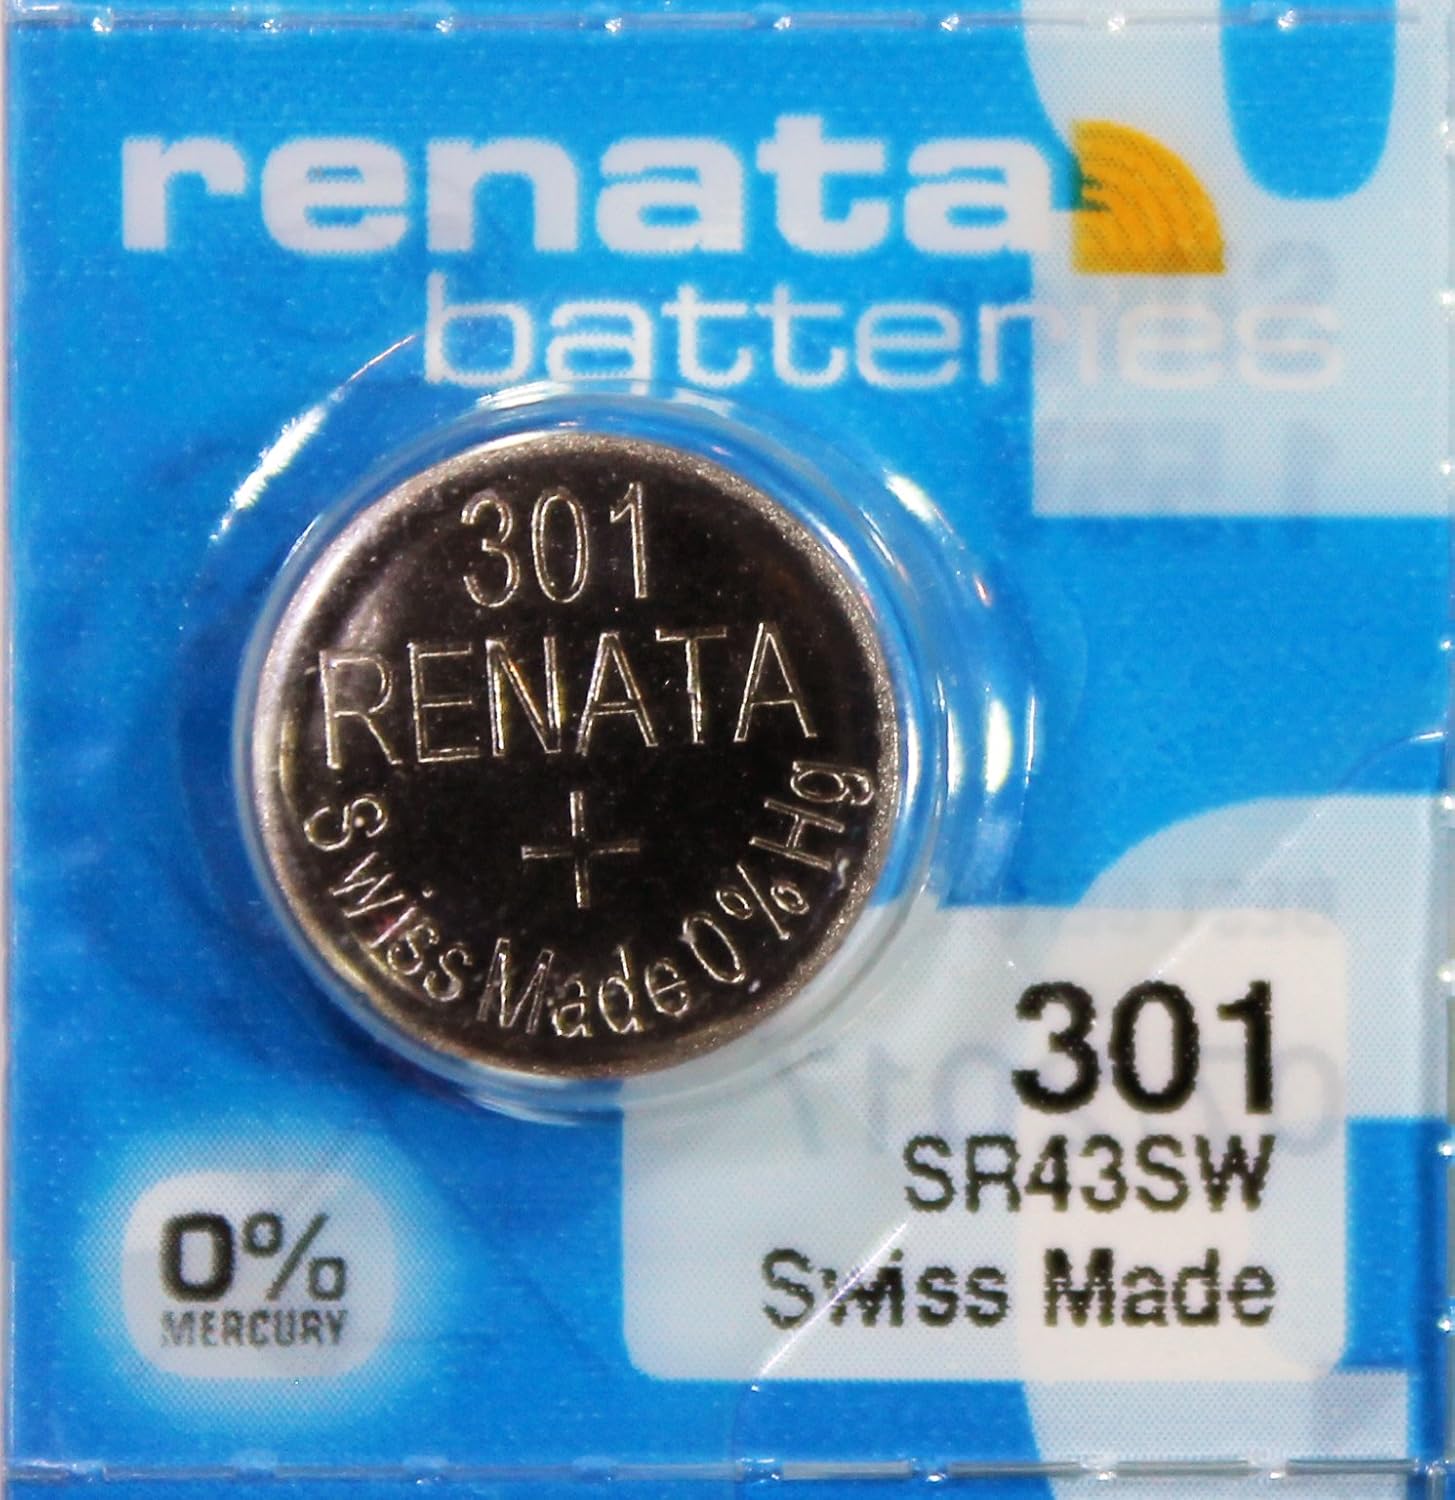 renata
batteries
301
RENATA
+
Swiss Made 0% Hg
301
SR43SW
Swiss Made
0%
MERCURY